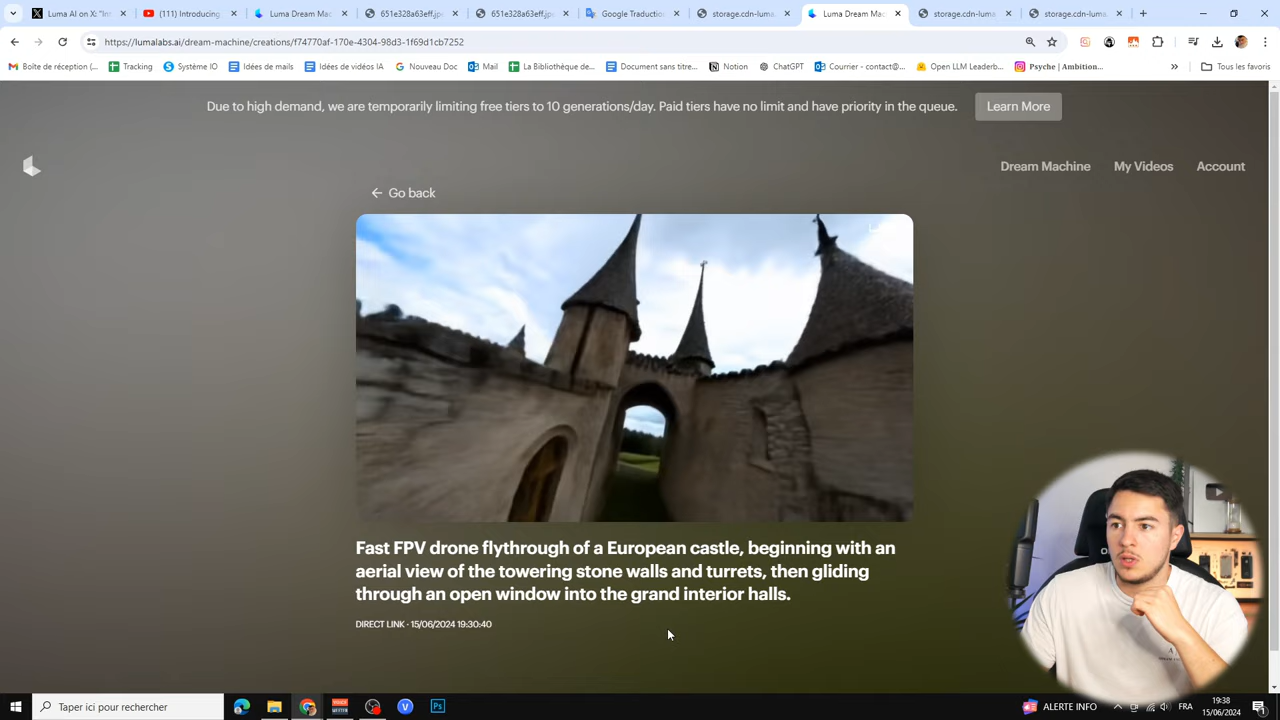 Luma AI on X: "Int
(111) Introducing
Luma Dream Mac
651e328a63eff.jpe
651e328a63eff.jpe
Google Traduction
storage.cdn-luma.
Luma Dream Mac
storage.cdn-luma.
storage.cdn-luma.
https://lumalabs.ai/dream-machine/creations/f74770af-170e-4304-98d3-1f69d1cb7252
Boîte de réception (...
Tracking
Système IO
Idées de mails
Idées de vidéos IA
Nouveau Doc
Mail
La Bibliothèque de...
Document sans titre...
Notion
ChatGPT
Courrier - contact@...
Open LLM Leaderb...
Psyche | Ambition...
»
Tous les favoris
Due to high demand, we are temporarily limiting free tiers to 10 generations/day. Paid tiers have no limit and have priority in the queue.
Learn More
Dream Machine
My Videos
Account
Go back
Fast FPV drone flythrough of a European castle, beginning with an
aerial view of the towering stone walls and turrets, then gliding
through an open window into the grand interior halls.
DIRECT LINK · 15/06/2024 19:30:40
Taper ici pour rechercher
V
Ps
ALERTE INFO
FRA
19:38
15/06/2024